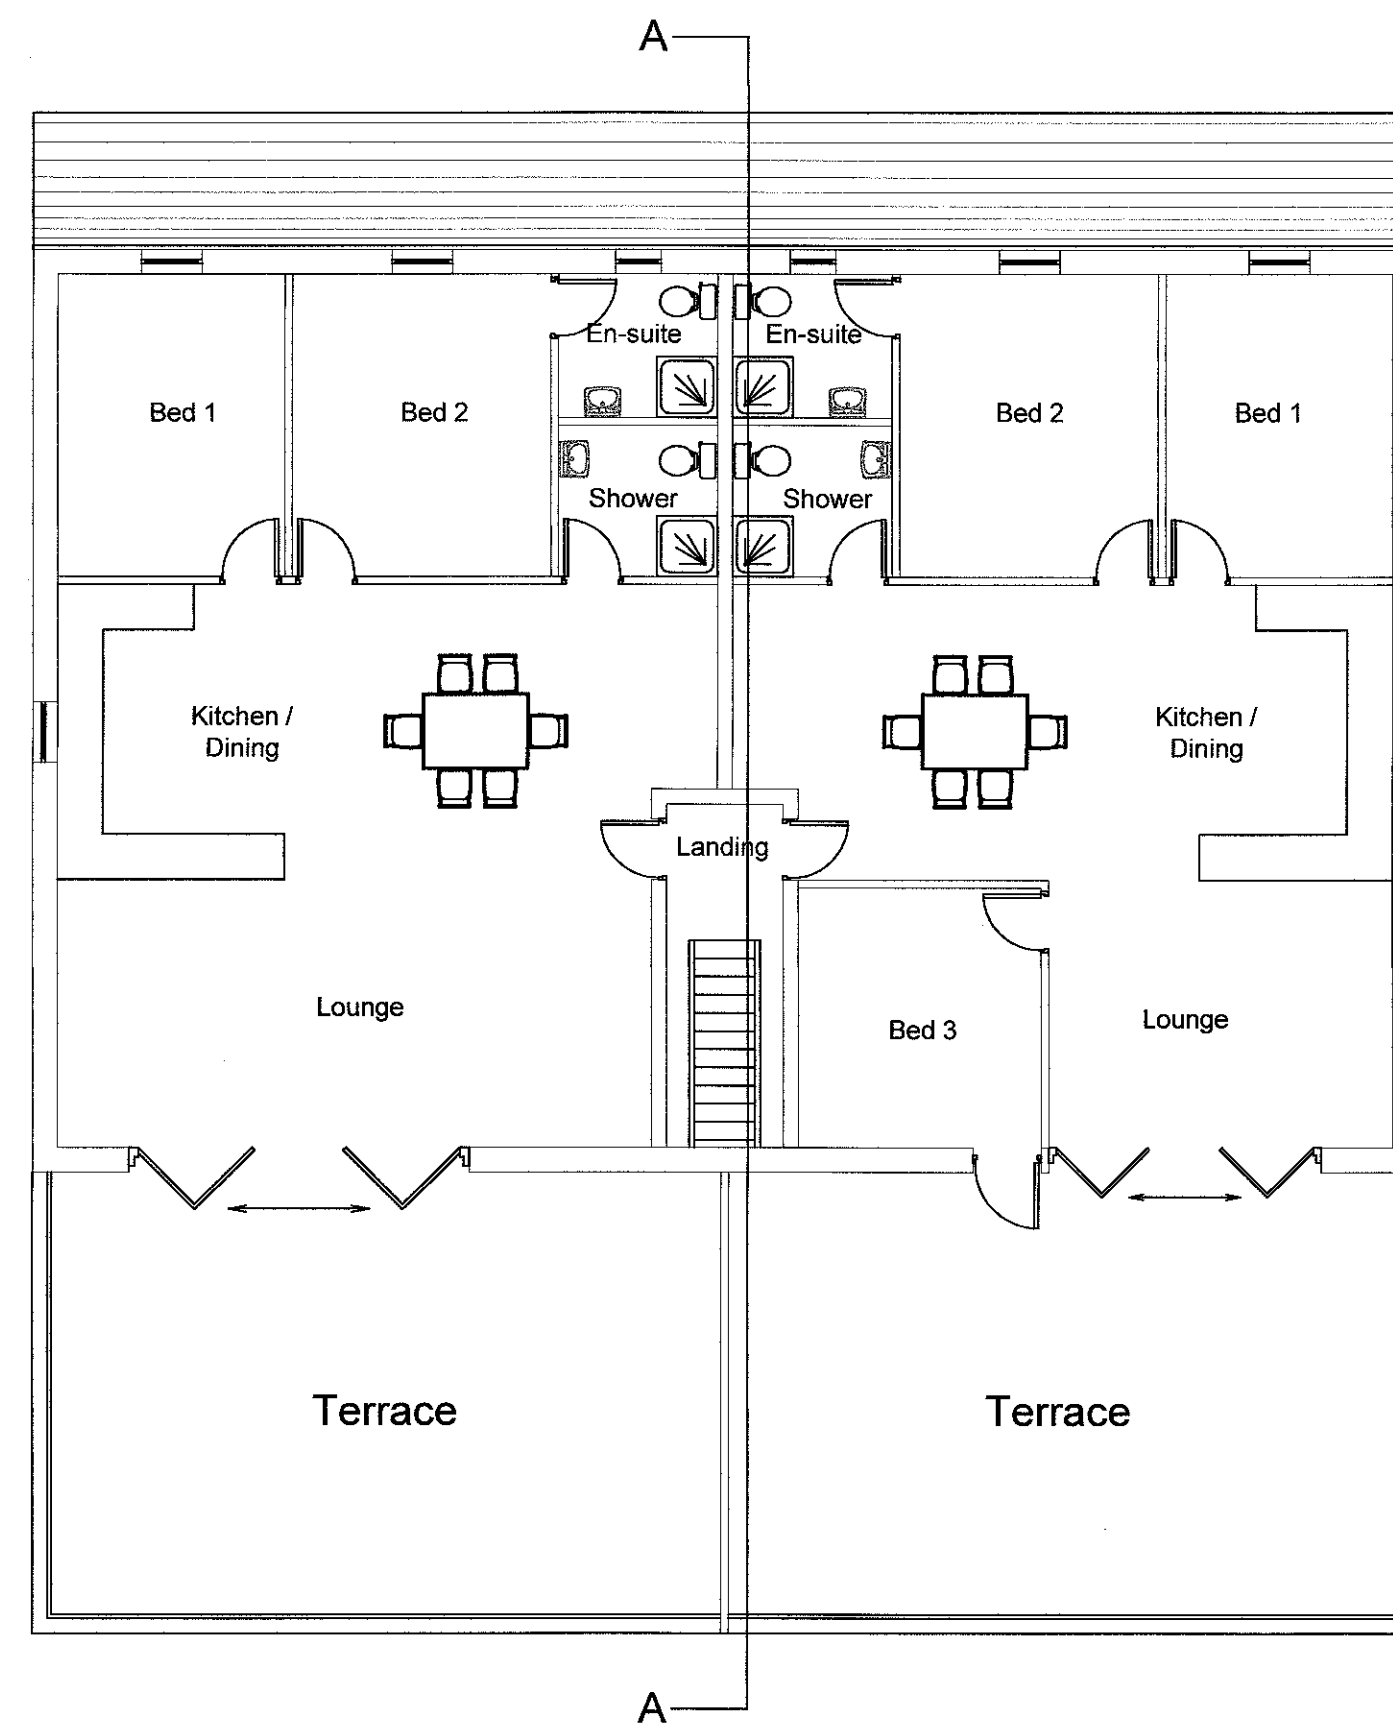 A
En-suite
En-suite
Bed 1
Bed 2
Bed 2
Bed 1
Shower
Shower
Kitchen /
Dining
Kitchen /
Dining
Landing
Lounge
Bed 3
Lounge
Terrace
Terrace
A